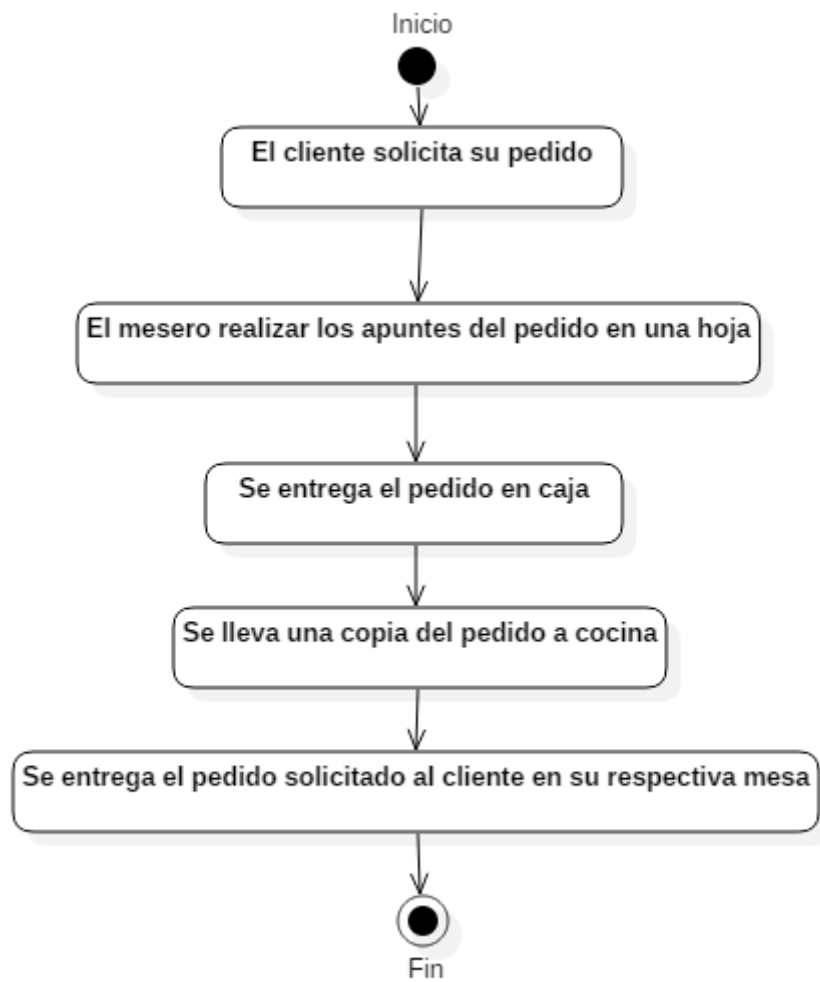 Inicio
El cliente solicita su pedido
El mesero realizar los apuntes del pedido en una hoja
Se entrega el pedido en caja
Se lleva una copia del pedido a cocina
Se entrega el pedido solicitado al cliente en su respectiva mesa
Fin